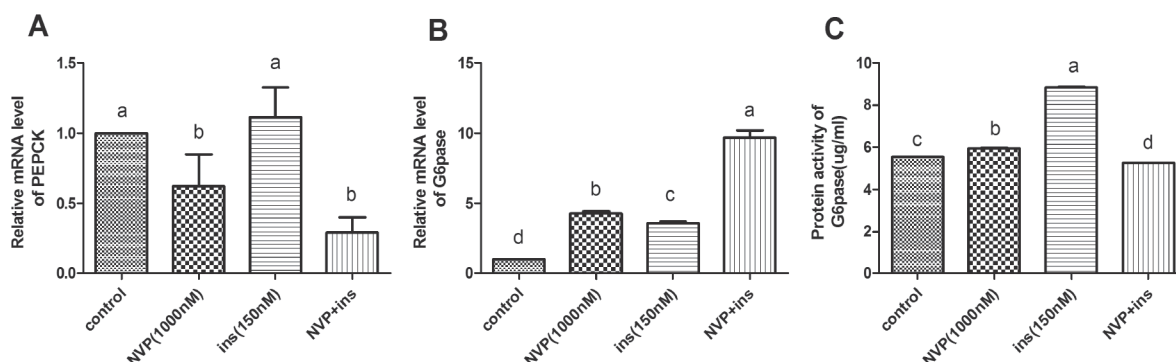 A
Relative mRNA level
of PEPCK
1.5
1.0
0.5
0.0
a
b
a
b
control
NVP(1000nM)
ins(150nM)
NVP+ins
B
Relative mRNA level
of G6pase
15
10
5
0
d
b
c
a
control
NVP(1000nM)
ins(150nM)
NVP+ins
C
Protein activity of
G6pase(ug/ml)
10
8
6
4
2
0
c
b
a
d
control
NVP(1000nM)
ins(150nM)
NVP+ins